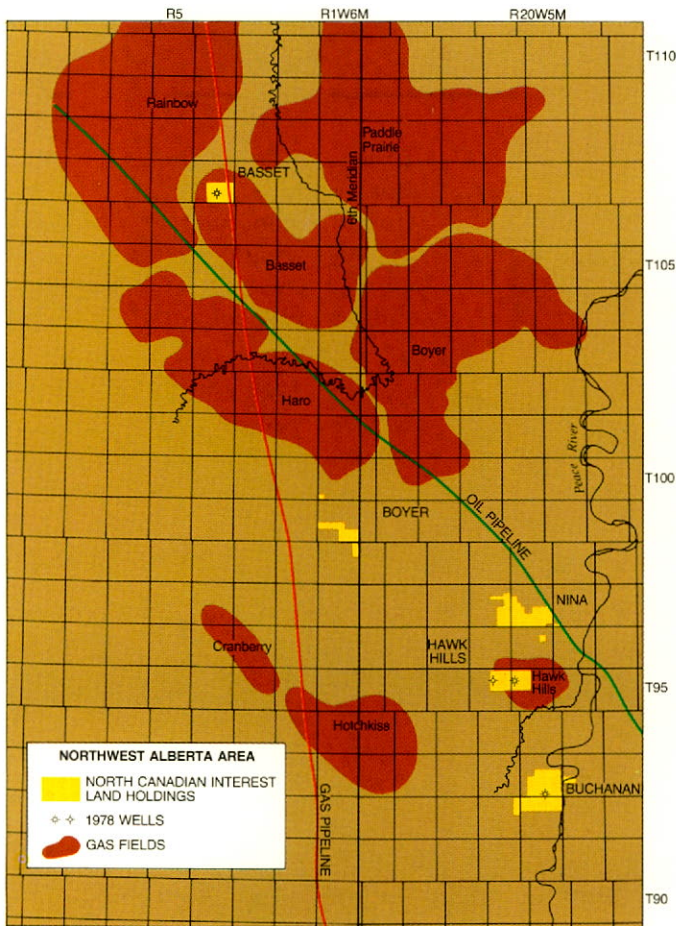 R5 R1W6M R20W5M
T110
Rainbow
Paddle
Prairie
BASSET
6th Meridian
Basset
T105
Boyer
Haro
Peace River
T100
BOYER
OIL PIPELINE
NINA
Cranberry
HAWK
HILLS
Hawk
Hills
T95
Hotchkiss
NORTHWEST ALBERTA AREA
NORTH CANADIAN INTEREST
LAND HOLDINGS
1978 WELLS
GAS FIELDS
GAS PIPELINE
BUCHANAN
T90